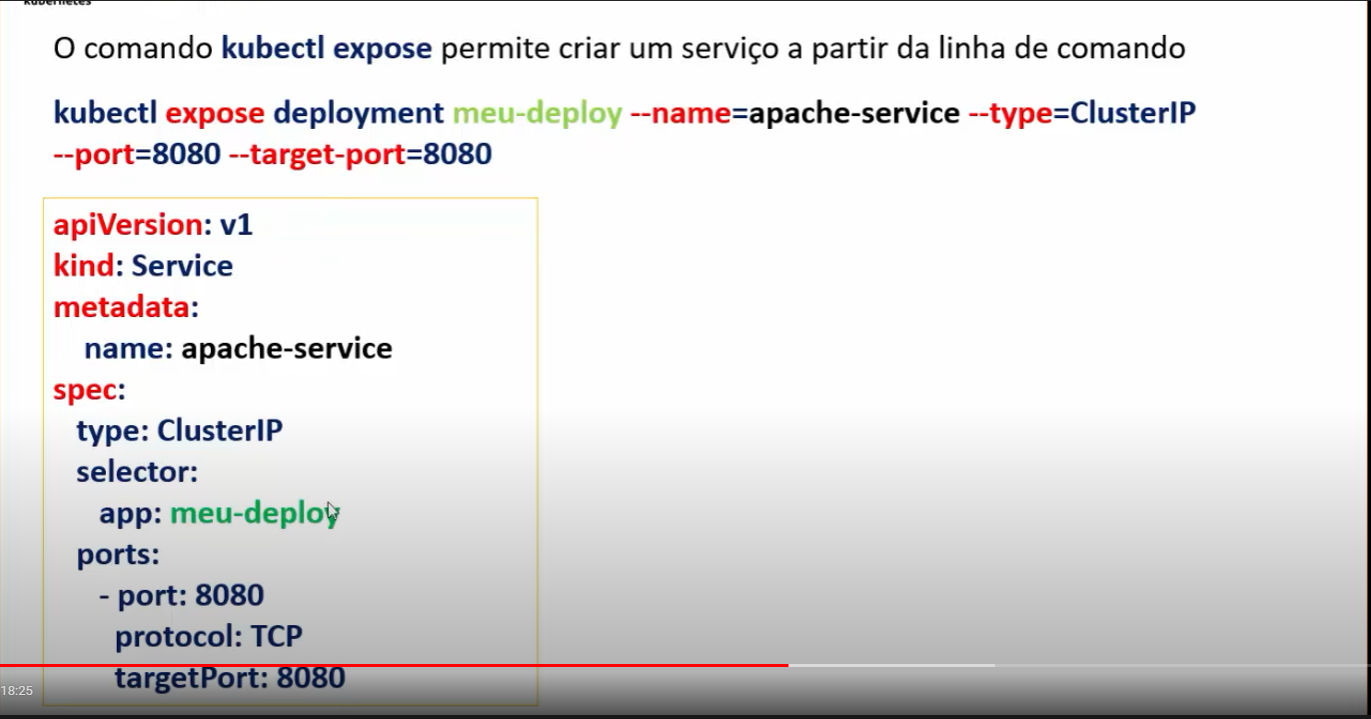 kubernetes
O comando kubectl expose permite criar um serviço a partir da linha de comando
kubectl expose deployment meu-deploy --name=apache-service --type=ClusterIP
--port=8080 --target-port=8080
apiVersion: v1
kind: Service
metadata:
name: apache-service
spec:
type: ClusterIP
selector:
app: meu-deploy
ports:
- port: 8080
protocol: TCP
targetPort: 8080
18:25